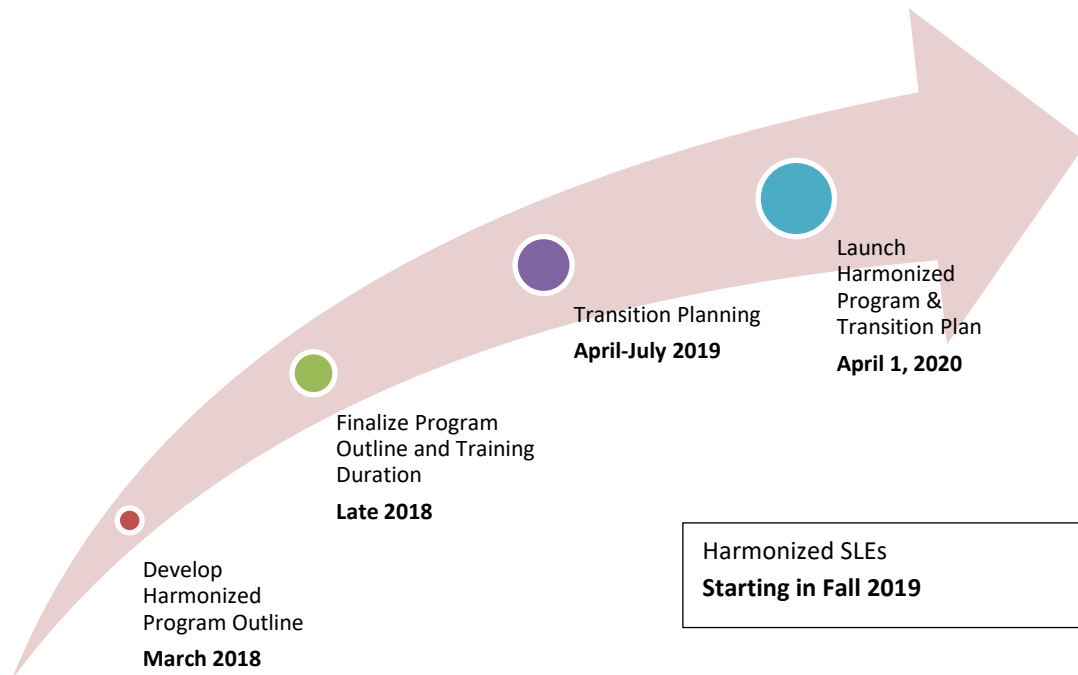 Develop
Harmonized
Program Outline
March 2018
Finalize Program
Outline and Training
Duration
Late 2018
Transition Planning
April-July 2019
Launch
Harmonized
Program &
Transition Plan
April 1, 2020
Harmonized SLEs
Starting in Fall 2019